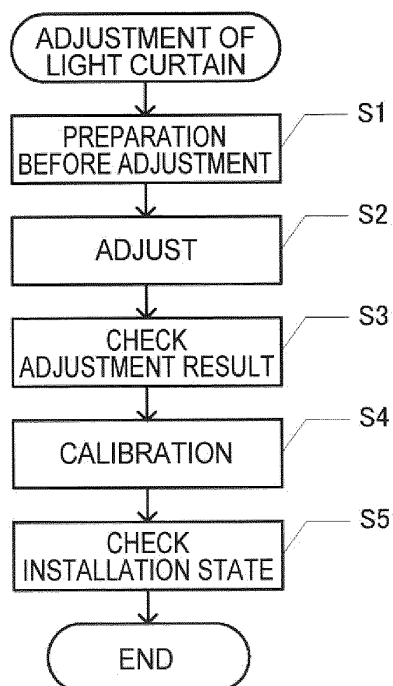 ADJUSTMENT OF
LIGHT CURTAIN
S1
PREPARATION
BEFORE ADJUSTMENT
S2
ADJUST
S3
CHECK
ADJUSTMENT RESULT
S4
CALIBRATION
S5
CHECK
INSTALLATION STATE
END